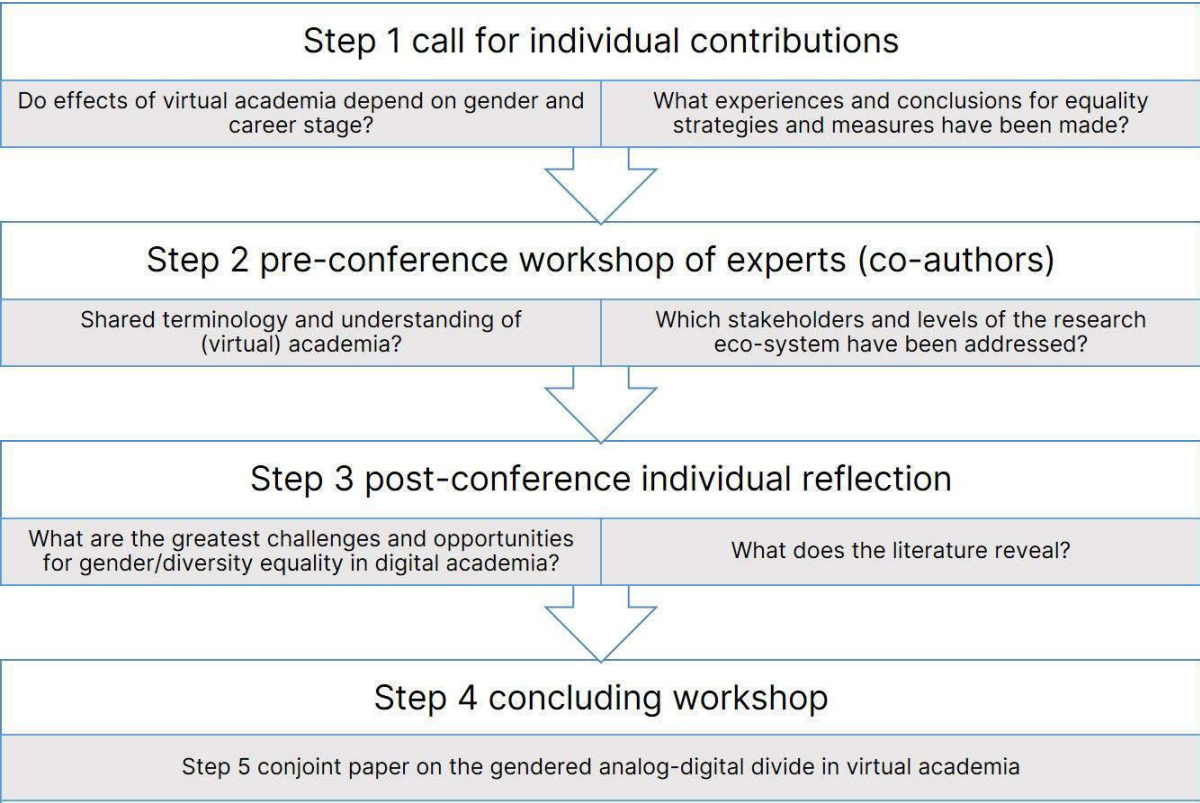 Step 1 call for individual contributions
Do effects of virtual academia depend on gender and
career stage?
What experiences and conclusions for equality
strategies and measures have been made?
Step 2 pre-conference workshop of experts (co-authors)
Shared terminology and understanding of
(virtual) academia?
Which stakeholders and levels of the research
eco-system have been addressed?
Step 3 post-conference individual reflection
What are the greatest challenges and opportunities
for gender/diversity equality in digital academia?
What does the literature reveal?
Step 4 concluding workshop
Step 5 conjoint paper on the gendered analog-digital divide in virtual academia